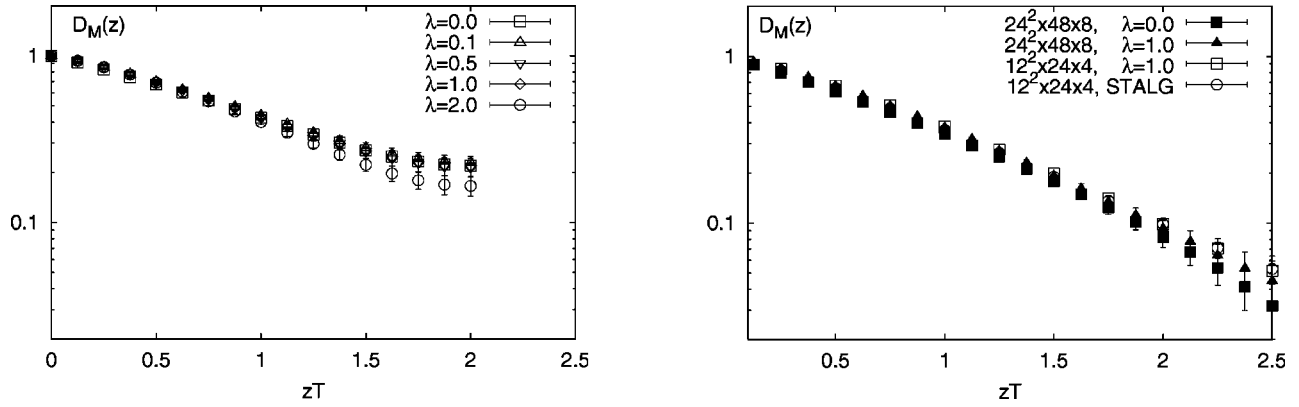 D_M(z)
λ=0.0
λ=0.1
λ=0.5
λ=1.0
λ=2.0
1
0.1
0 0.5 1 1.5 2 2.5
zT
D_M(z)
24²x48x8, λ=0.0
24²x48x8, λ=1.0
12²x24x4, λ=1.0
12²x24x4, STALG
1
0.1
0.5 1 1.5 2 2.5
zT